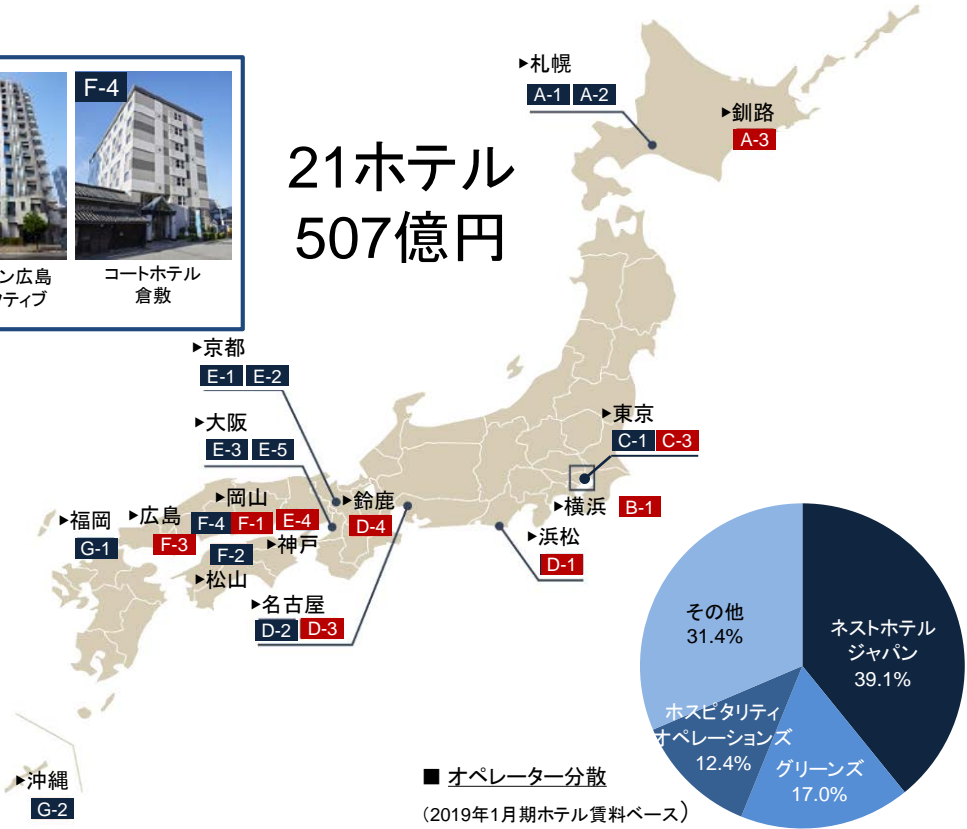 F-4
ン広島
ティブ
コートホテル
倉敷
21ホテル
507億円
▶札幌
A-1 A-2
▶釧路
A-3
▶京都
E-1 E-2
▶大阪
E-3 E-5
▶東京
C-1 C-3
▶横浜 B-1
▶浜松
D-1
▶鈴鹿
D-4
▶岡山
F-4 F-1 E-4
▶神戸
▶広島
F-3
▶福岡
G-1
F-2
▶松山
▶名古屋
D-2 D-3
▶沖縄
G-2
■ オペレーター分散
(2019年1月期ホテル賃料ベース)
その他
31.4%
ネストホテル
ジャパン
39.1%
ホスピタリティ
オペレーションズ
12.4%
グリーンズ
17.0%